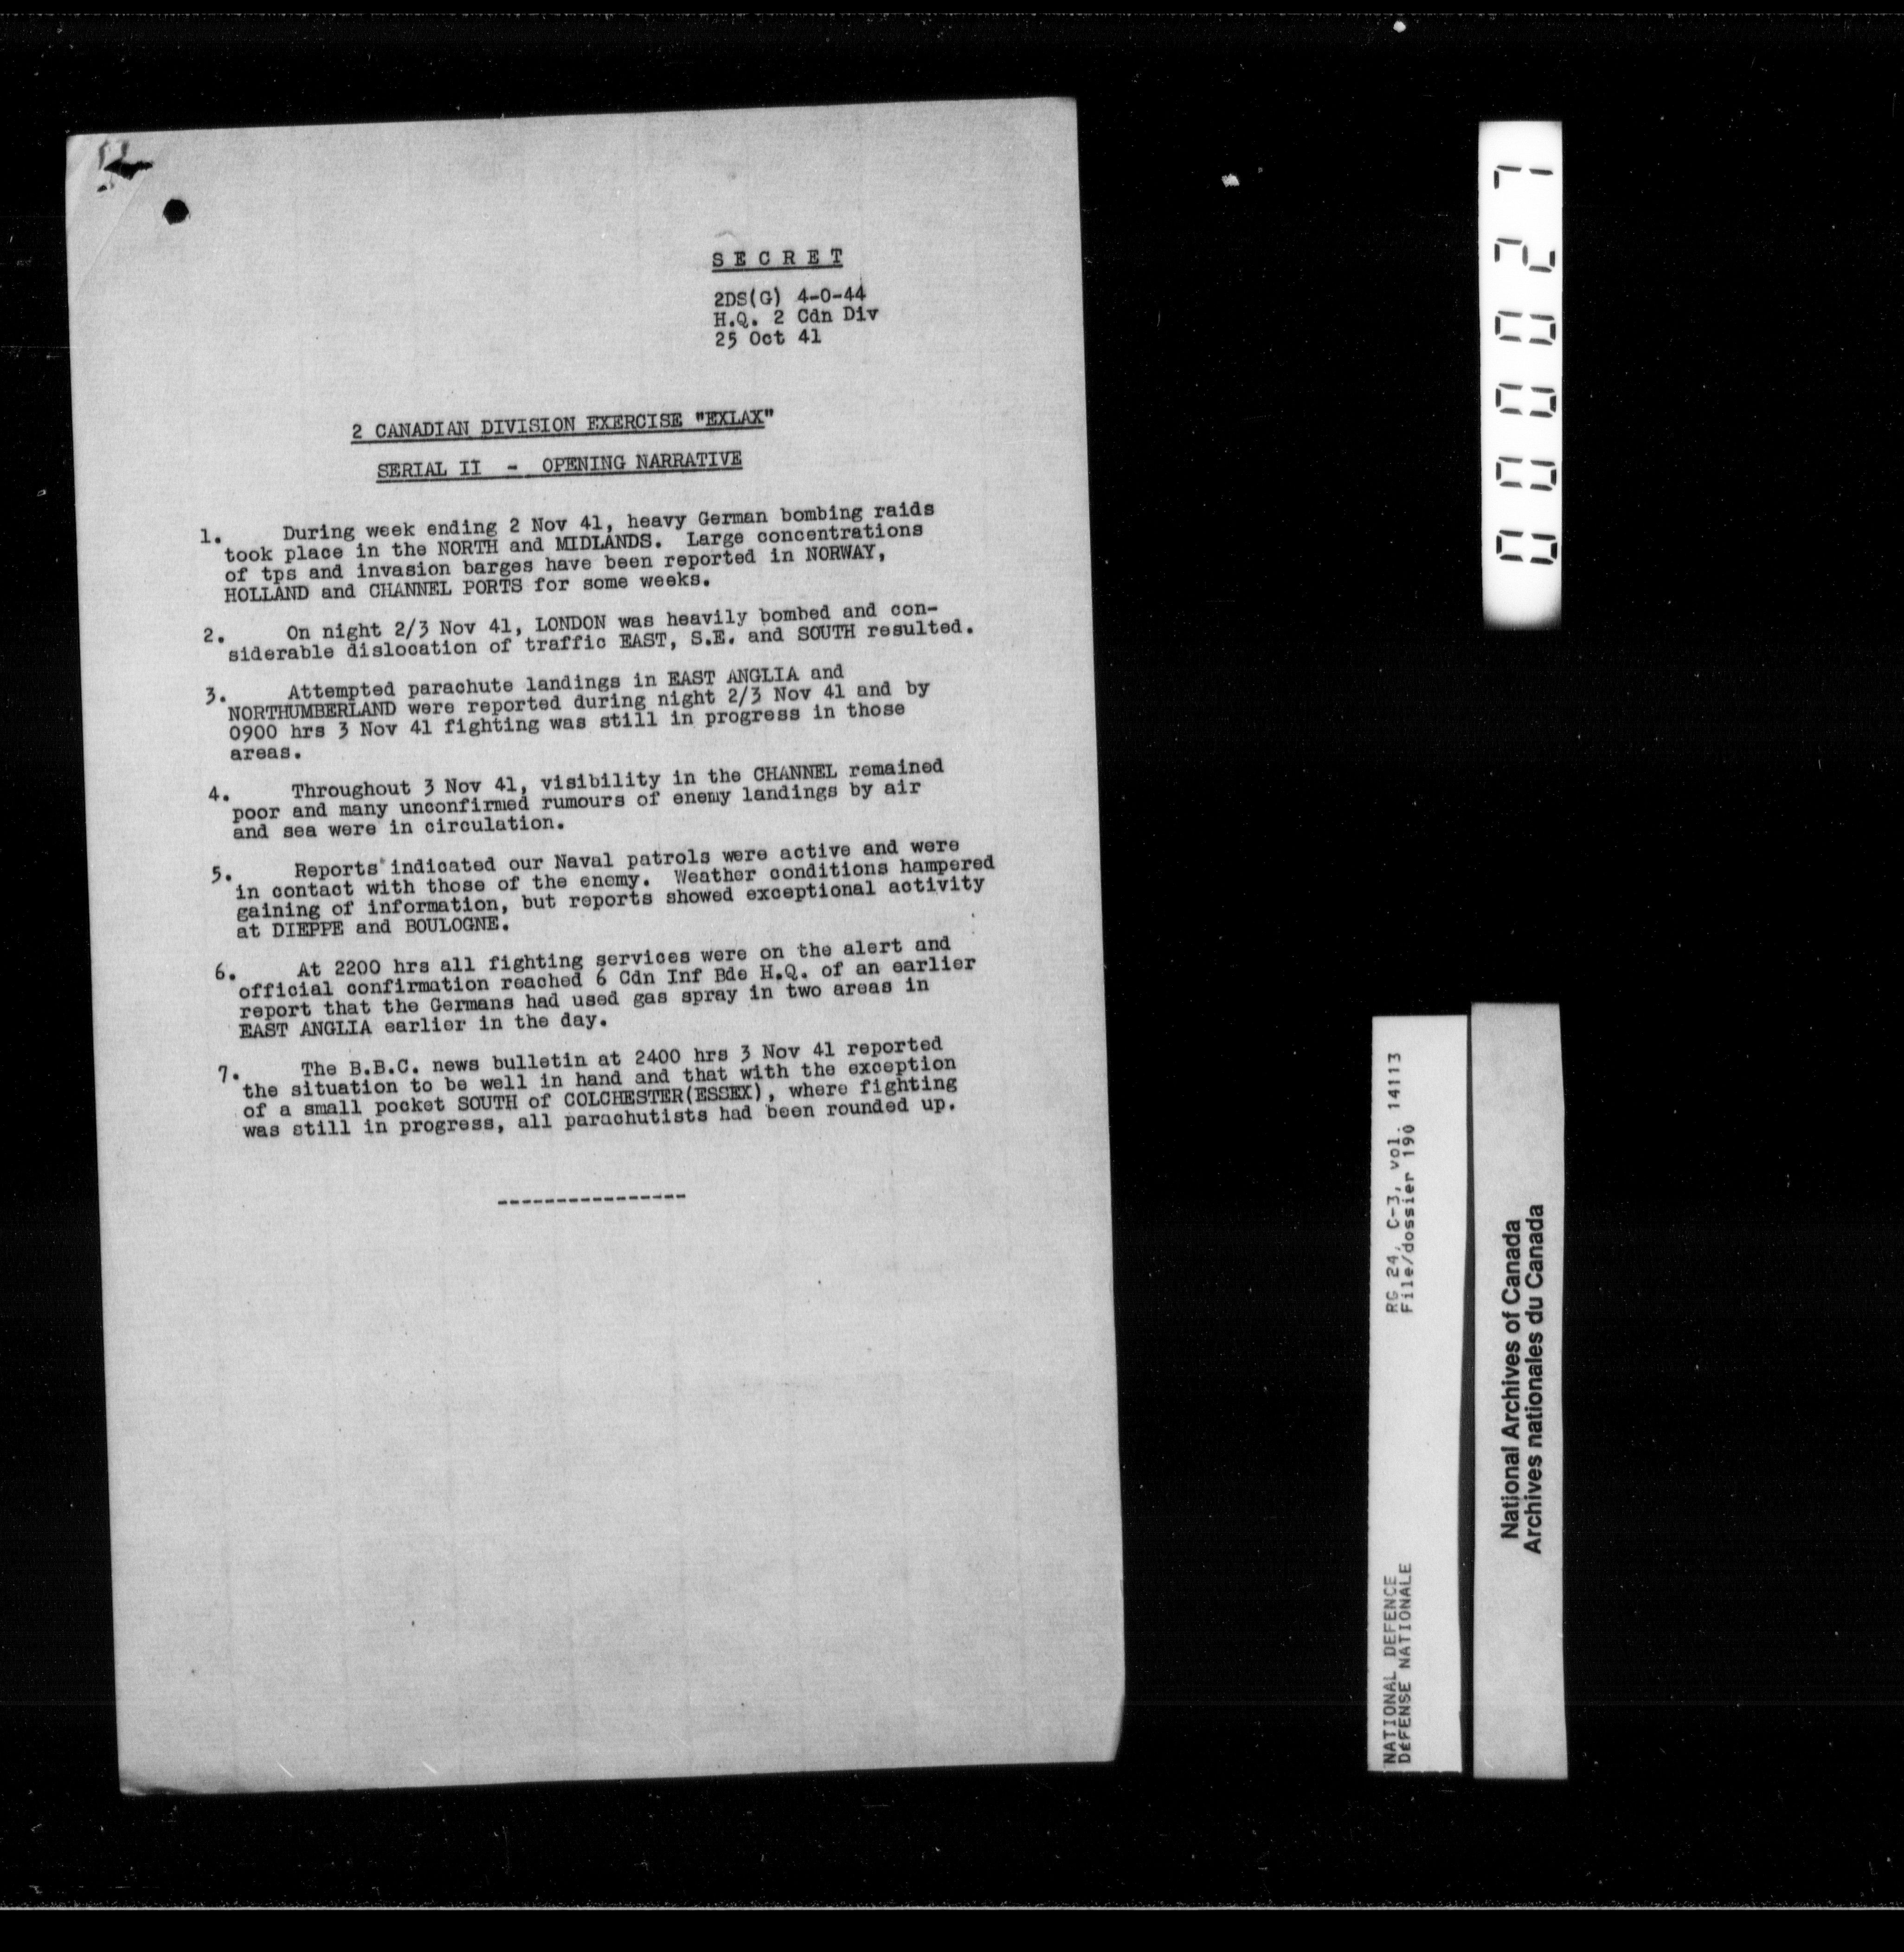 SECRET
2DS(G) 4-0-44
H.Q. 2 Cdn Div
25 Oct 41
2 CANADIAN DIVISION EXERCISE "EXLAX"
SERIAL II - OPENING NARRATIVE
1. During week ending 2 Nov 41, heavy German bombing raids
took place in the NORTH and MIDLANDS. Large concentrations
of tps and invasion barges have been reported in NORWAY,
HOLLAND and CHANNEL PORTS for some weeks.
2. On night 2/3 Nov 41, LONDON was heavily bombed and con-
siderable dislocation of traffic EAST, S.E. and SOUTH resulted.
3. Attempted parachute landings in EAST ANGLIA and
NORTHUMBERLAND were reported during night 2/3 Nov 41 and by
0900 hrs 3 Nov 41 fighting was still in progress in those
areas.
4. Throughout 3 Nov 41, visibility in the CHANNEL remained
poor and many unconfirmed rumours of enemy landings by air
and sea were in circulation.
5. Reports indicated our Naval patrols were active and were
in contact with those of the enemy. Weather conditions hampered
gaining of information, but reports showed exceptional activity
at DIEPPE and BOULOGNE.
6. At 2200 hrs all fighting services were on the alert and
official confirmation reached 6 Cdn Inf Bde H.Q. of an earlier
report that the Germans had used gas spray in two areas in
EAST ANGLIA earlier in the day.
7. The B.B.C. news bulletin at 2400 hrs 3 Nov 41 reported
the situation to be well in hand and that with the exception
of a small pocket SOUTH of COLCHESTER(ESSEX), where fighting
was still in progress, all parachutists had been rounded up.
----------------
000027
RG 24, C-3, vol. 14113
File/dossier 190
NATIONAL DEFENCE
DÉFENSE NATIONALE
National Archives of Canada
Archives nationales du Canada